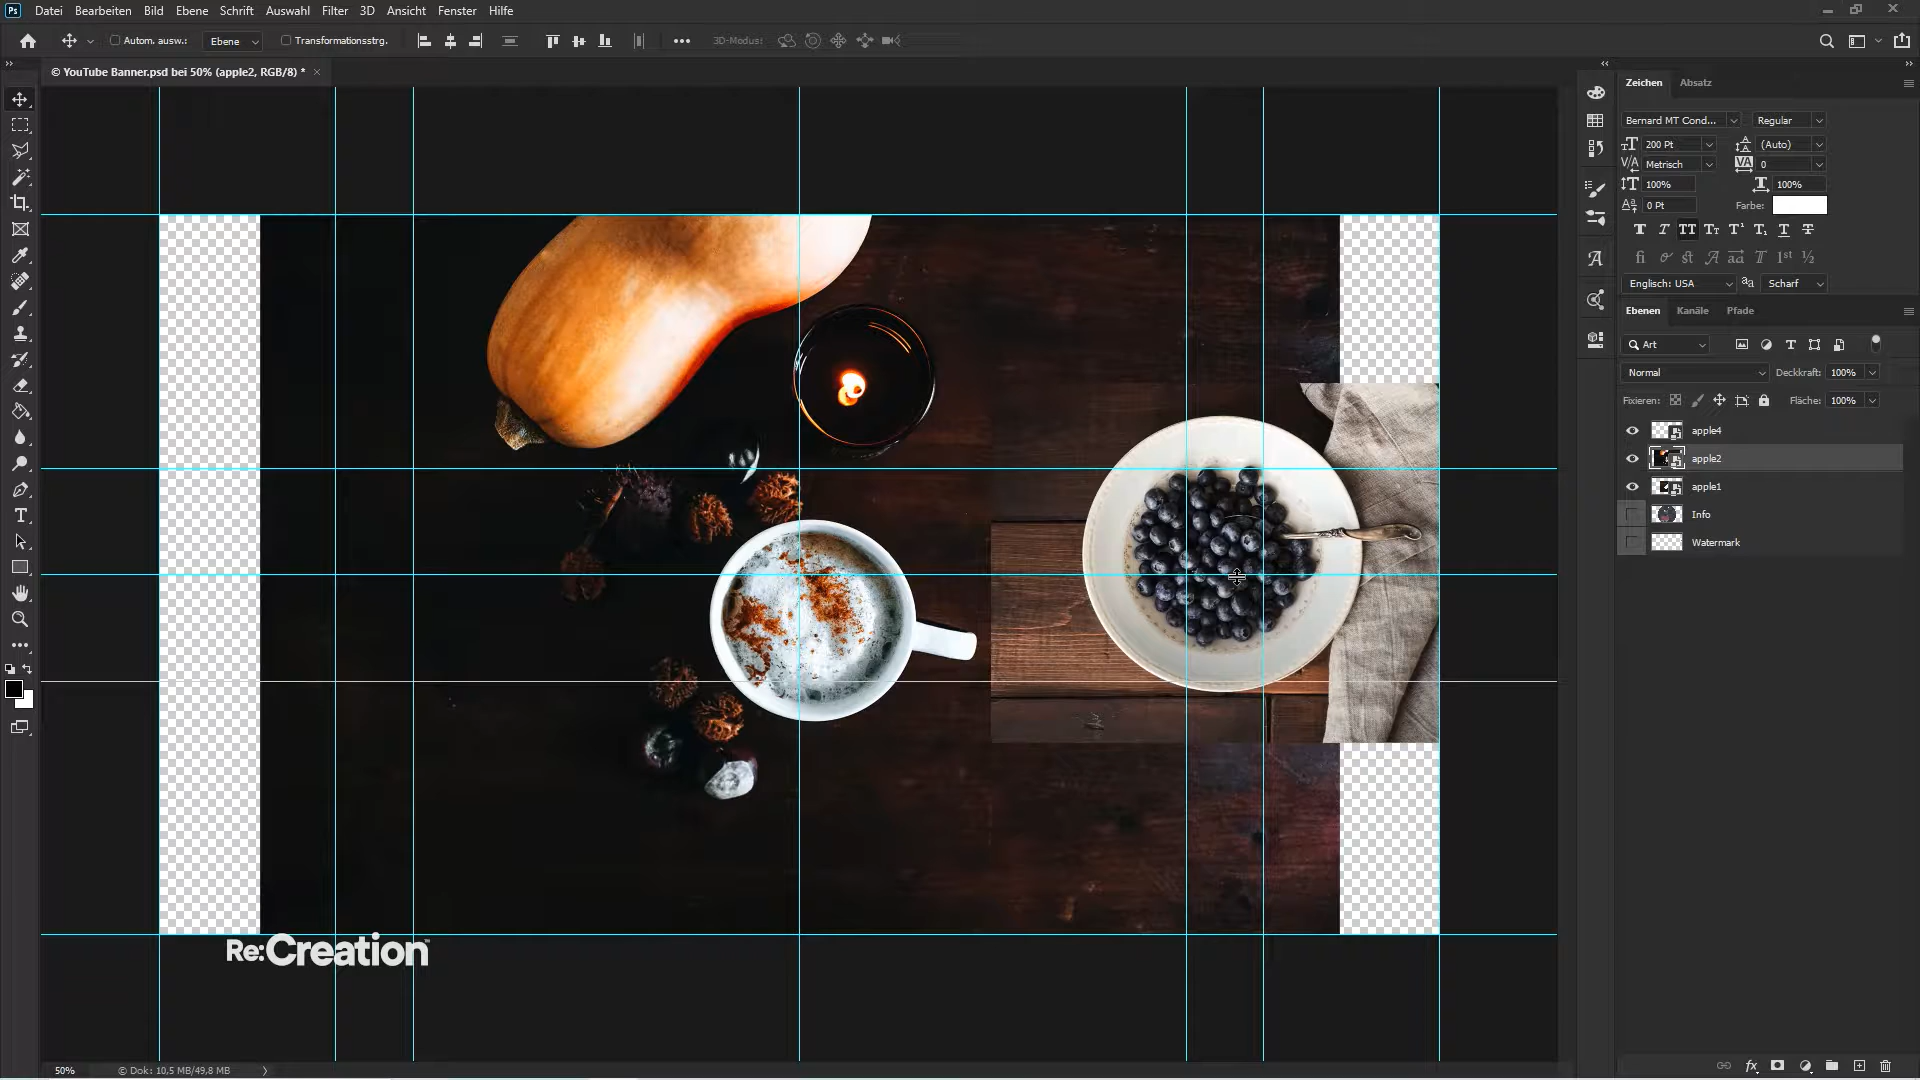 Ps Datei Bearbeiten Bild Ebene Schrift Auswahl Filter 3D Ansicht Fenster Hilfe
Autom. ausw.: Ebene Transformationsstrg. 3D-Modus:
© YouTube Banner.psd bei 50% (apple2, RGB/8) * ×
Zeichen Absatz
Bernard MT Cond... Regular
200 Pt (Auto)
Metrisch 0
100% 100%
0 Pt Farbe:
Englisch: USA Scharf
Ebenen Kanäle Pfade
Art
Normal Deckkraft: 100%
Fixieren: Fläche: 100%
apple4
apple2
apple1
Info
Watermark
Re:Creation
50% © Dok: 10,5 MB/49,8 MB